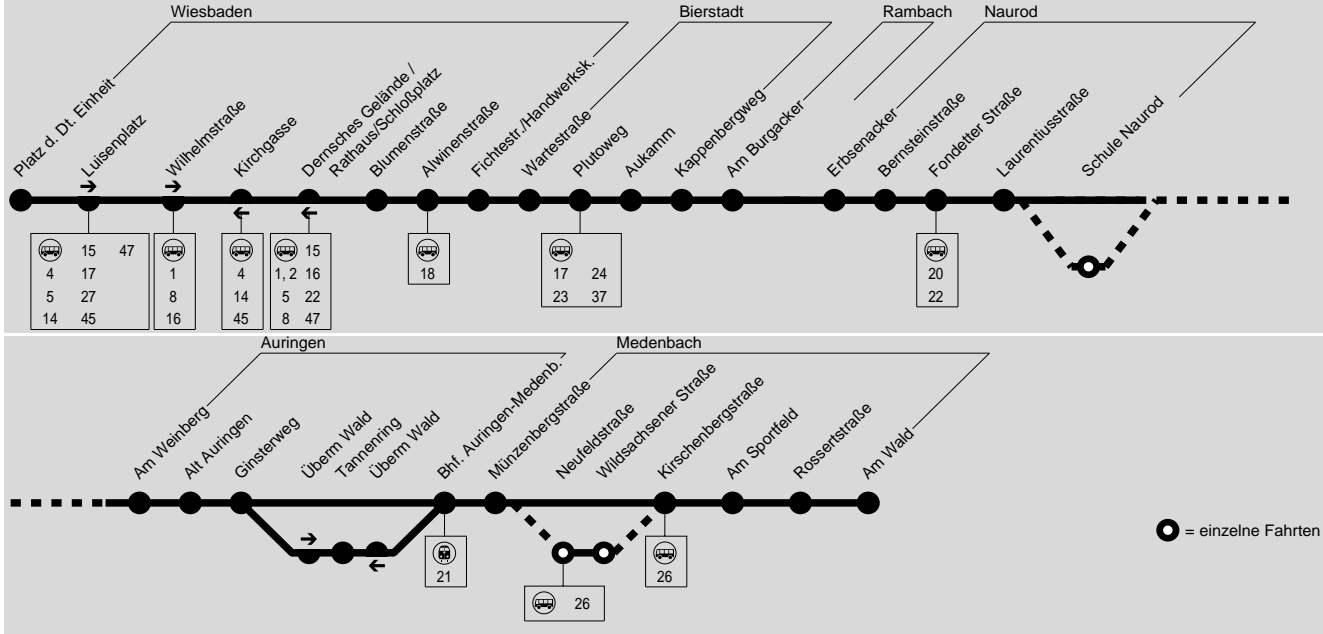 Wiesbaden
Bierstadt
Rambach
Naurod
Platz d. Dt. Einheit
Luisenplatz
Wilhelmstraße
Kirchgasse
Dernsches Gelände /
Rathaus/Schloßplatz
Blumenstraße
Alwinenstraße
Fichtestr./Handwerksk.
Wartestraße
Plutoweg
Aukamm
Kappenbergweg
Am Burgacker
Erbsenacker
Bernsteinstraße
Fondetter Straße
Laurentiusstraße
Schule Naurod
15 47
4 17
5 27
14 45
1
8
16
4
14
45
15
1, 2 16
5 22
8 47
18
17 24
23 37
20
22
Auringen
Medenbach
Am Weinberg
Alt Auringen
Ginsterweg
Überm Wald
Tannenring
Überm Wald
Bhf. Auringen-Medenb.
Münzenbergstraße
Neufeldstraße
Wildsachsener Straße
Kirschenbergstraße
Am Sportfeld
Rossertstraße
Am Wald
21
26
26
= einzelne Fahrten